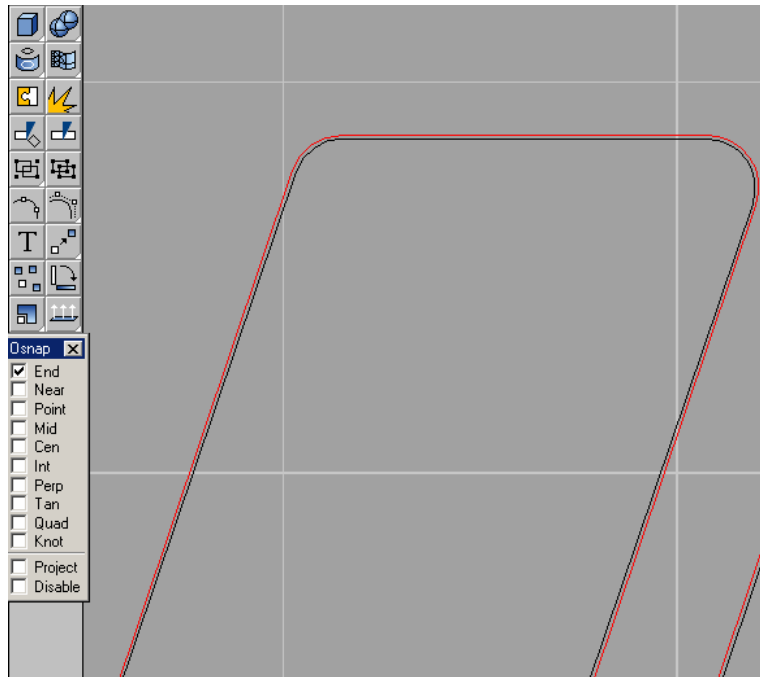 T
Osnap
End
Near
Point
Mid
Cen
Int
Perp
Tan
Quad
Knot
Project
Disable